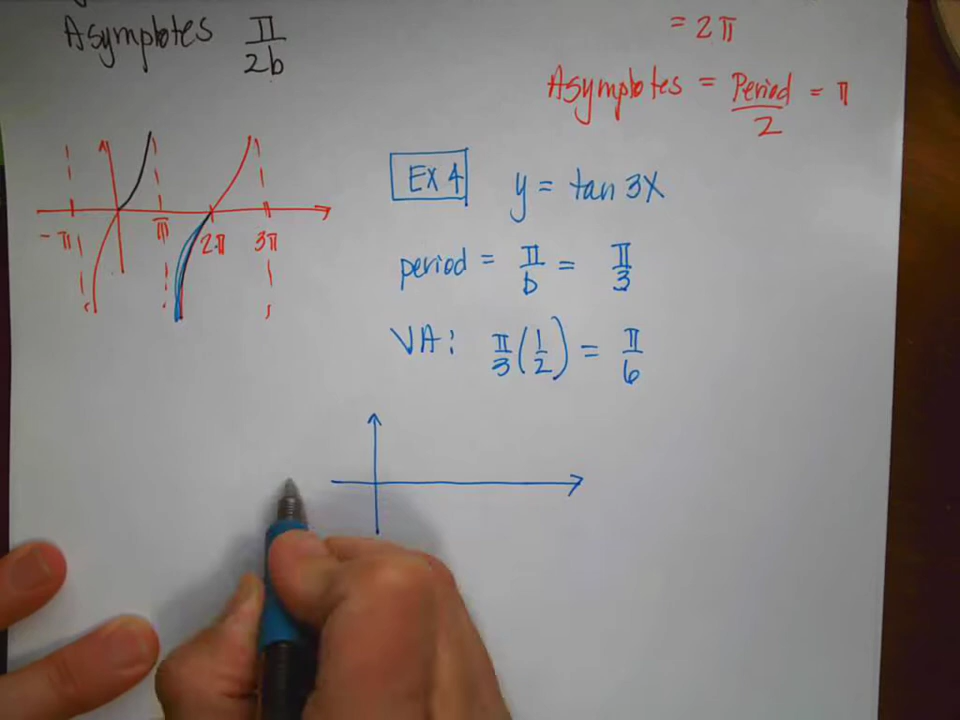 Asymptotes π/2b
= 2π
Asymptotes = Period/2 = π
-π π 2π 3π
Ex 4 y = tan 3x
period = π/b = π/3
VA: π/3 (1/2) = π/6